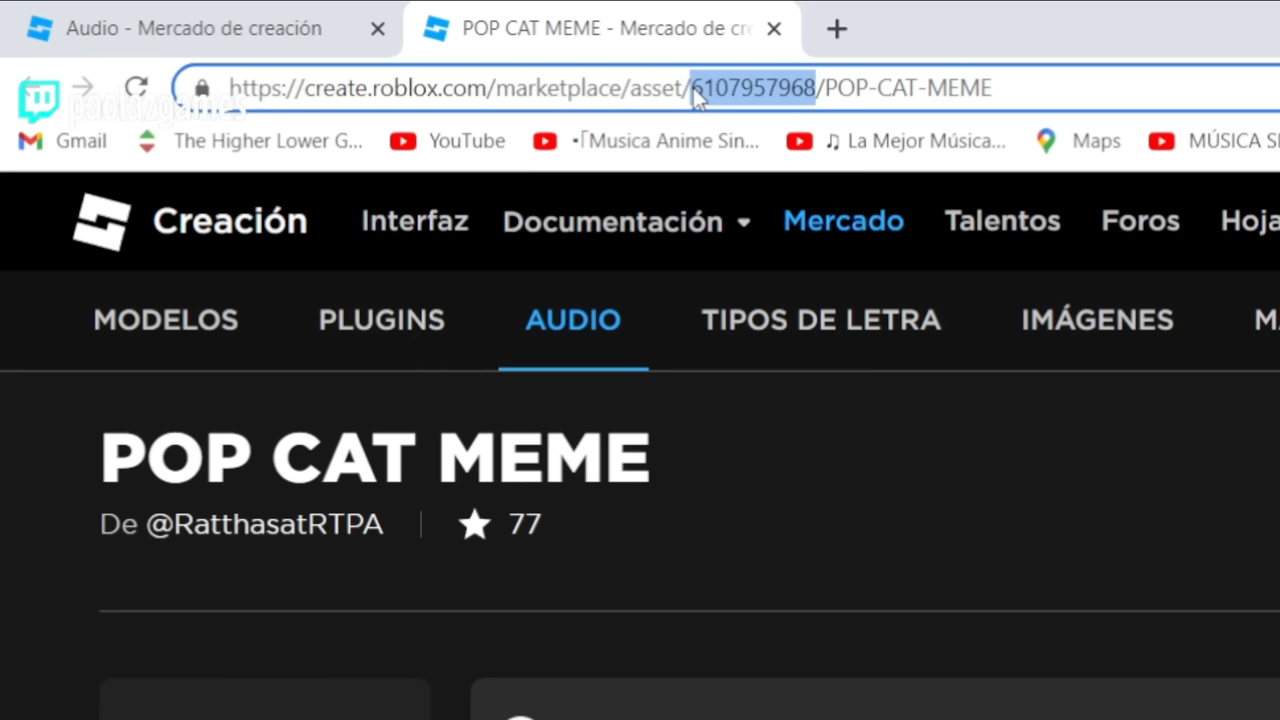 Audio - Mercado de creación
POP CAT MEME - Mercado de cre
https://create.roblox.com/marketplace/asset/6107957968/POP-CAT-MEME
paolazgames
Gmail The Higher Lower G... YouTube •「Musica Anime Sin... ♫ La Mejor Música... Maps MÚSICA S
Creación Interfaz Documentación Mercado Talentos Foros Hoja
MODELOS PLUGINS AUDIO TIPOS DE LETRA IMÁGENES M
POP CAT MEME
De @RatthasatRTPA 77